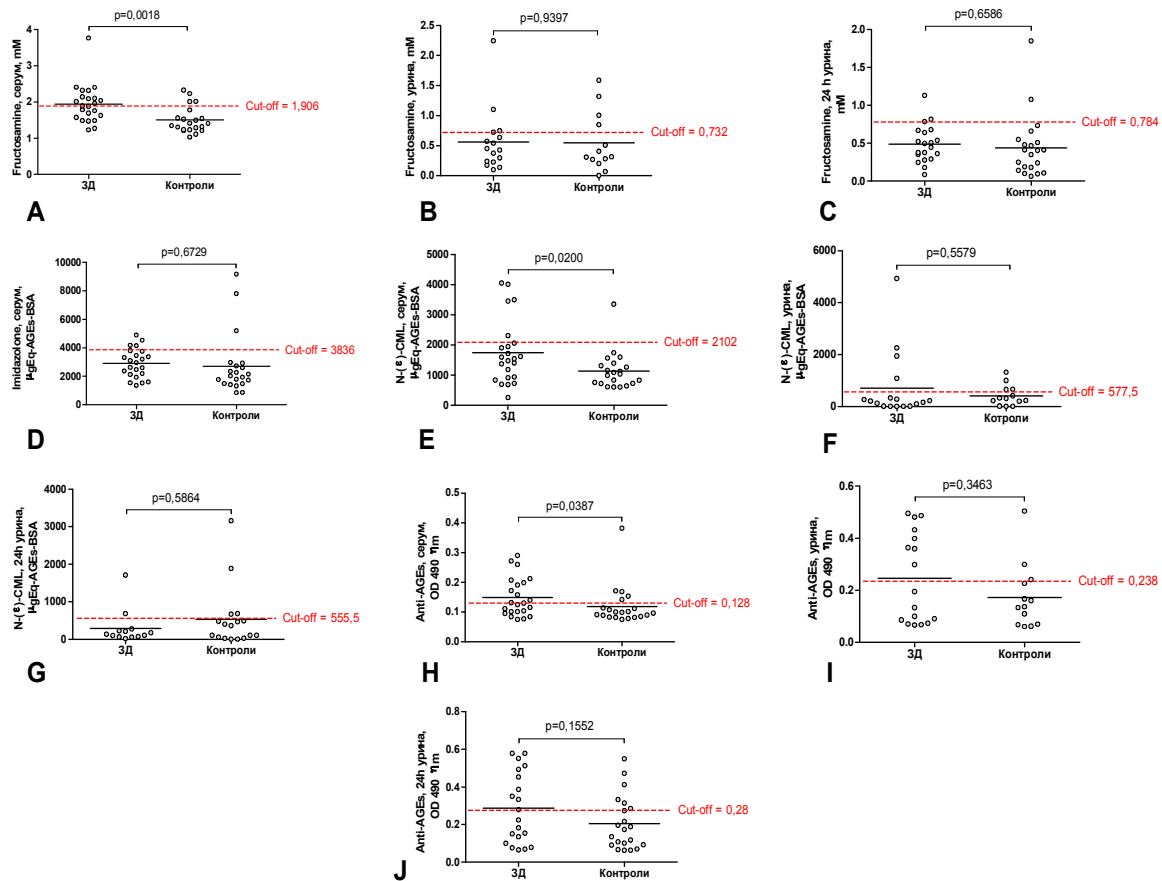 p=0,0018
Fructosamine, серум, mM
4
3
2
1
0
Cut-off = 1,906
ЗД
Контроли
A
p=0,9397
Fructosamine, урина, mM
2.5
2.0
1.5
1.0
0.5
0.0
Cut-off = 0,732
ЗД
Контроли
B
p=0,6586
Fructosamine, 24 h урина,
mM
2.0
1.5
1.0
0.5
0.0
Cut-off = 0,784
ЗД
Контроли
C
p=0,6729
Imidazolone, серум,
µgEq-AGEs-BSA
10000
8000
6000
4000
2000
0
Cut-off = 3836
ЗД
Контроли
D
p=0,0200
N-(ε)-CML, серум,
µgEq-AGEs-BSA
5000
4000
3000
2000
1000
0
Cut-off = 2102
ЗД
Контроли
E
p=0,5579
N-(ε)-CML, урина,
µgEq-AGEs-BSA
6000
4000
2000
0
Cut-off = 577,5
ЗД
Котроли
F
p=0,5864
N-(ε)-CML, 24h урина,
µgEq-AGEs-BSA
4000
3000
2000
1000
0
Cut-off = 555,5
ЗД
Контроли
G
p=0,0387
Anti-AGEs, серум,
OD 490 ηm
0.5
0.4
0.3
0.2
0.1
0.0
Cut-off = 0,128
ЗД
Контроли
H
p=0,3463
Anti-AGEs, урина,
OD 490 ηm
0.6
0.4
0.2
0.0
Cut-off = 0,238
ЗД
Контроли
I
p=0,1552
Anti-AGEs, 24h урина,
OD 490 ηm
0.8
0.6
0.4
0.2
0.0
Cut-off = 0,28
ЗД
Контроли
J